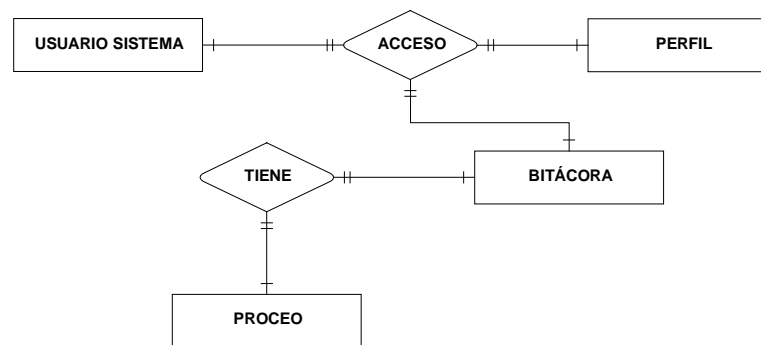 USUARIO SISTEMA
ACCESO
PERFIL
TIENE
BITÁCORA
PROCEO